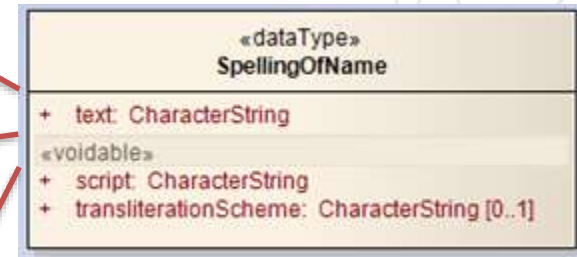 «dataType»
SpellingOfName
+ text: CharacterString
«voidable»
+ script: CharacterString
+ transliterationScheme: CharacterString [0..1]